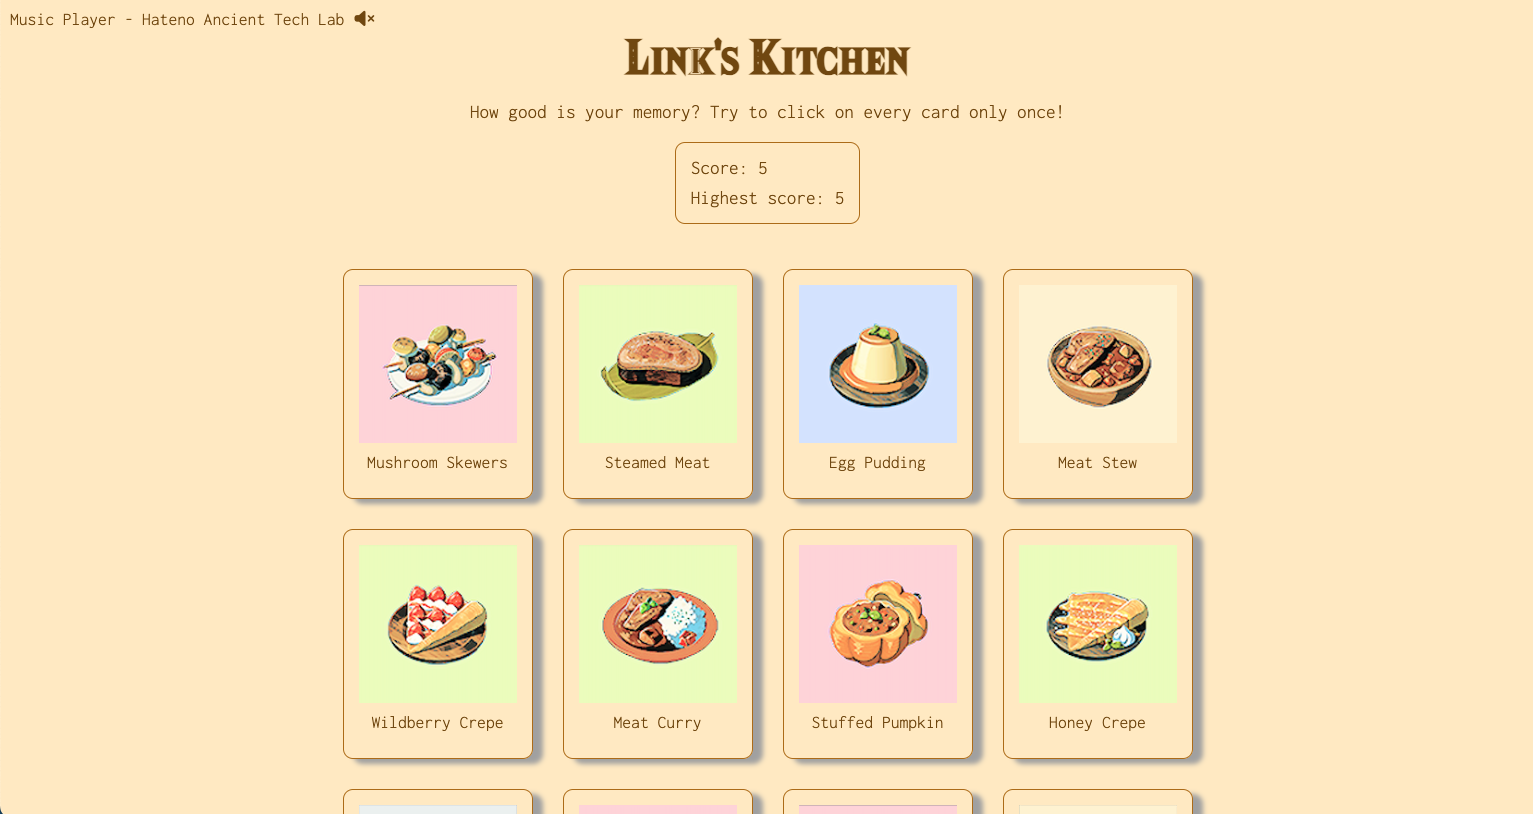 Music Player - Hateno Ancient Tech Lab
Link's Kitchen
How good is your memory? Try to click on every card only once!
Score: 5
Highest score: 5
Mushroom Skewers
Steamed Meat
Egg Pudding
Meat Stew
Wildberry Crepe
Meat Curry
Stuffed Pumpkin
Honey Crepe